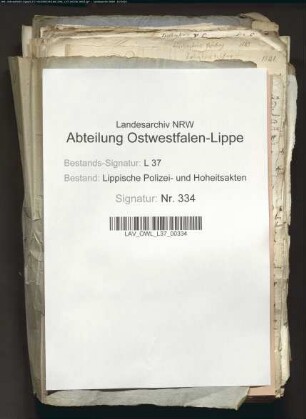 Landesarchiv NRW
Abteilung Ostwestfalen-Lippe
Bestands-Signatur: L 37
Bestand: Lippische Polizei- und Hoheitsakten
Signatur: Nr. 334
LAV_OWL_L37_00334